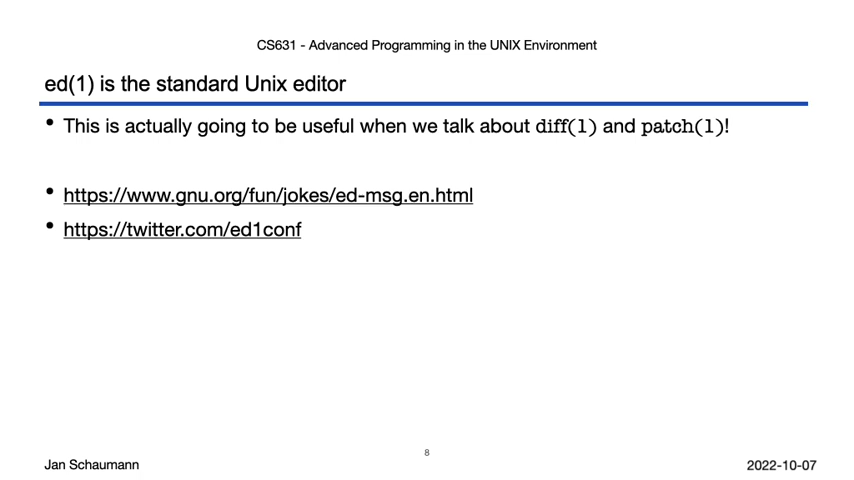 CS631 - Advanced Programming in the UNIX Environment
ed(1) is the standard Unix editor
• This is actually going to be useful when we talk about diff(1) and patch(1)!
• https://www.gnu.org/fun/jokes/ed-msg.en.html
• https://twitter.com/ed1conf
8
Jan Schaumann
2022-10-07